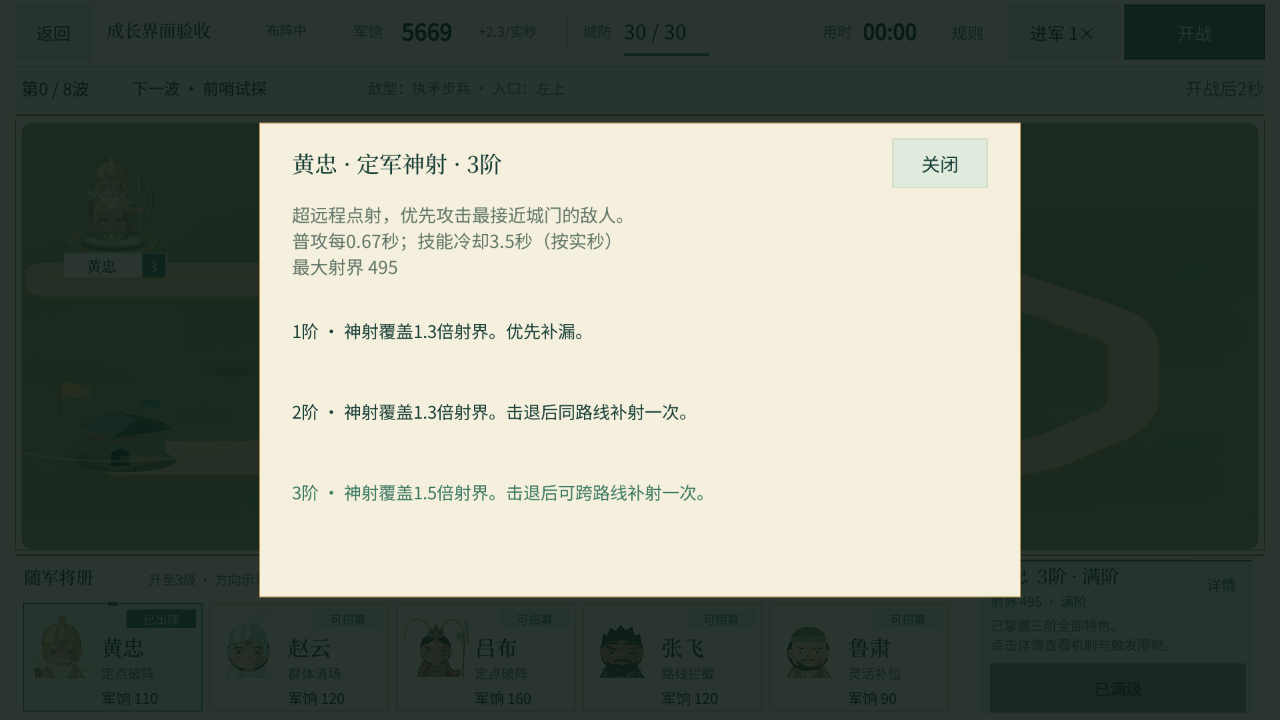 返回
成长界面验收
布阵中
军饷 5669 +2.3/实秒
城防 30 / 30
用时 00:00
规则
进军 1×
开战
第0 / 8波
下一波 · 前哨试探
敌型：执矛步兵 · 入口：左上
开战后2秒
黄忠 · 定军神射 · 3阶
关闭
超远程点射，优先攻击最接近城门的敌人。
普攻每0.67秒；技能冷却3.5秒（按实秒）
最大射界 495
1阶 · 神射覆盖1.3倍射界。优先补漏。
2阶 · 神射覆盖1.3倍射界。击退后同路线补射一次。
3阶 · 神射覆盖1.5倍射界。击退后可跨路线补射一次。
黄忠 3
随军将册
升至3级 · 方向示
已出阵
黄忠
定点破阵
军饷 110
可招募
赵云
群体清场
军饷 120
可招募
吕布
定点破阵
军饷 160
可招募
张飞
路线拦截
军饷 120
可招募
鲁肃
灵活补位
军饷 90
忠 3阶 · 满阶
详情
射界 495 · 满阶
已掌握三阶全部特色。
点击详情查看机制与触发限制。
已满级